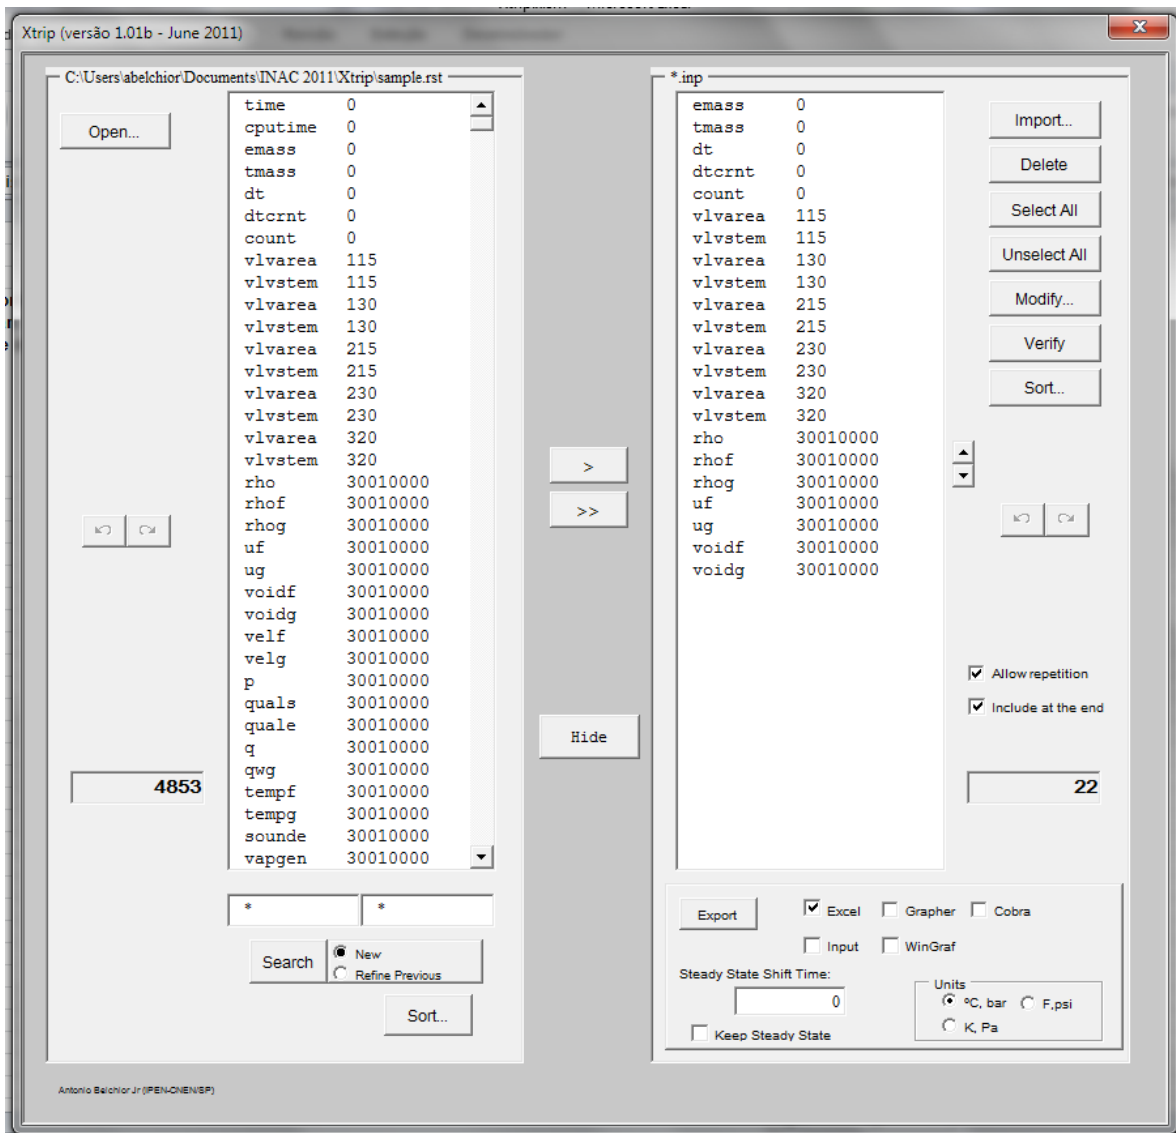 Xtrip (versão 1.01b - June 2011)
C:\Users\abelchior\Documents\INAC 2011\Xtrip\sample.rst
Open...
time 0
cputime 0
emass 0
tmass 0
dt 0
dtcrnt 0
count 0
vlvarea 115
vlvstem 115
vlvarea 130
vlvstem 130
vlvarea 215
vlvstem 215
vlvarea 230
vlvstem 230
vlvarea 320
vlvstem 320
rho 30010000
rhof 30010000
rhog 30010000
uf 30010000
ug 30010000
voidf 30010000
voidg 30010000
velf 30010000
velg 30010000
p 30010000
quals 30010000
quale 30010000
q 30010000
qwg 30010000
tempf 30010000
tempg 30010000
sounde 30010000
vapgen 30010000
4853
* *
Search
New
Refine Previous
Sort...
>
>>
Hide
*.inp
emass 0
tmass 0
dt 0
dtcrnt 0
count 0
vlvarea 115
vlvstem 115
vlvarea 130
vlvstem 130
vlvarea 215
vlvstem 215
vlvarea 230
vlvstem 230
vlvarea 320
vlvstem 320
rho 30010000
rhof 30010000
rhog 30010000
uf 30010000
ug 30010000
voidf 30010000
voidg 30010000
Import...
Delete
Select All
Unselect All
Modify...
Verify
Sort...
Allow repetition
Include at the end
22
Export
Excel Grapher Cobra
Input WinGraf
Steady State Shift Time:
0
Keep Steady State
Units
ºC, bar F,psi
K, Pa
Antonio Belchior Jr (IPEN-CNEN/SP)